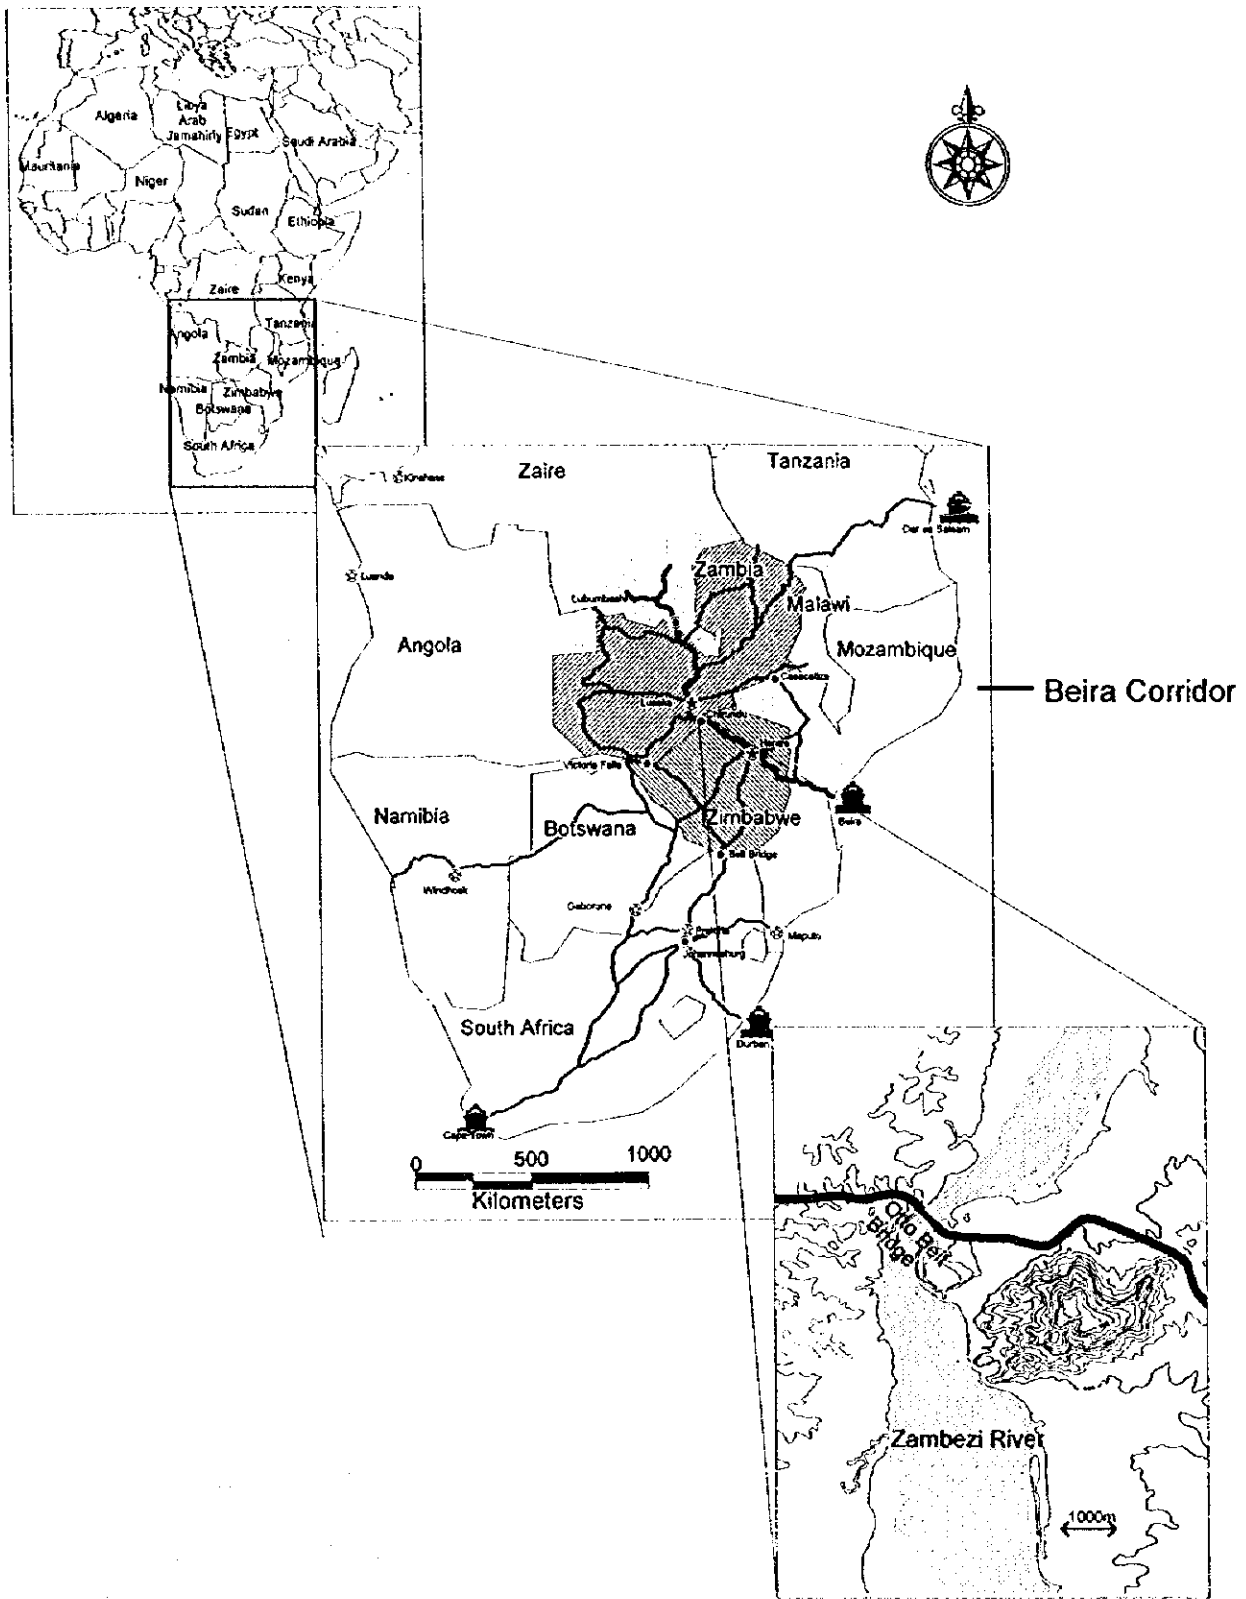 Algeria
Libya
Arab
Jamahiriy
Egypt
Saudi Arabia
Mauritania
Niger
Sudan
Ethiopia
Zaire
Kenya
Tanzania
Angola
Zambia
Mozambique
Namibia
Zimbabwe
Botswana
South Africa
Kinshasa
Zaire
Tanzania
Dar es Salaam
Luanda
Zambia
Lubumbashi
Malawi
Angola
Mozambique
Cassacatiza
Beira Corridor
Lusaka
Chirundu
Harare
Victoria Falls
Namibia
Botswana
Zimbabwe
Beira
Beit Bridge
Windhoek
Gaborone
Pretoria
Maputo
Johannesburg
South Africa
Durban
Cape Town
0 500 1000
Kilometers
Otto Beit
Bridge
Zambezi River
1000m